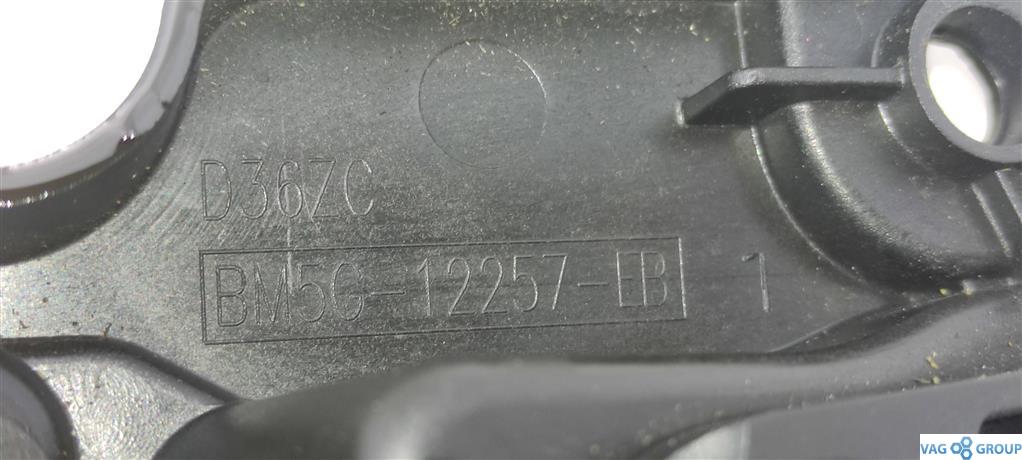 D36ZC
BM5G-12257-EB 1
VAG GROUP